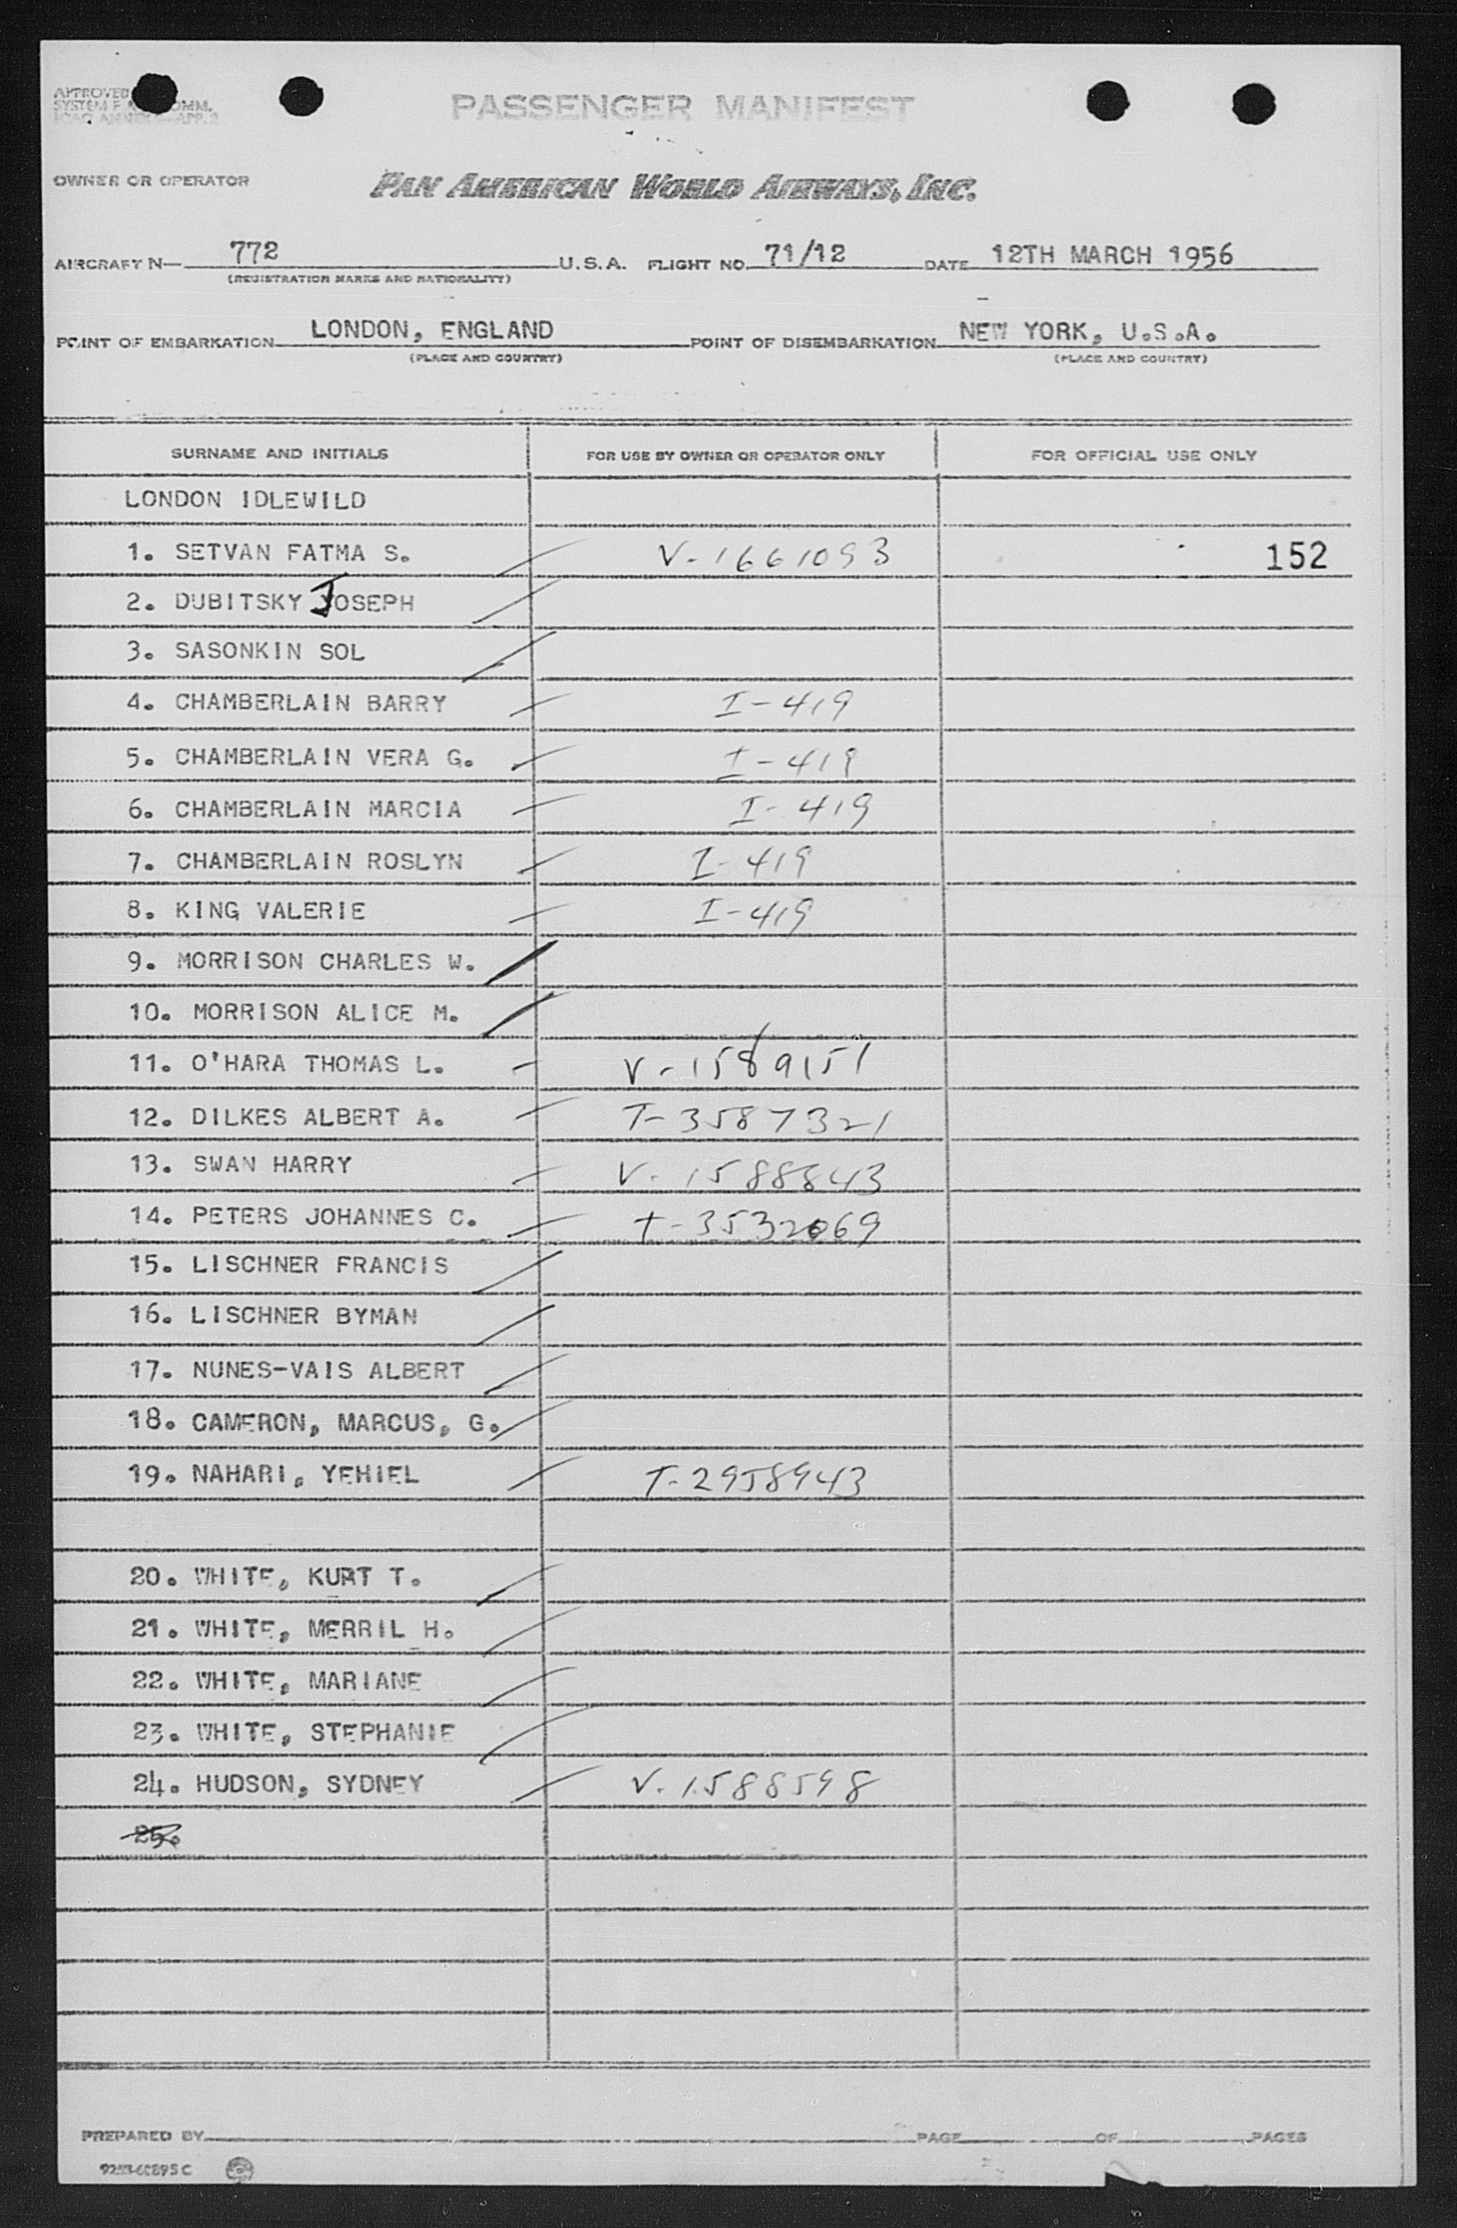 APPROVED
SYSTEM F COMM.
PASSENGER MANIFEST
OWNER OR OPERATOR
PAN AMERICAN WORLD AIRWAYS, INC.
AIRCRAFT N— 772 U.S.A. FLIGHT NO. 71/12 DATE 12TH MARCH 1956
(REGISTRATION MARKS AND NATIONALITY)
POINT OF EMBARKATION LONDON, ENGLAND POINT OF DISEMBARKATION NEW YORK, U.S.A.
(PLACE AND COUNTRY) (PLACE AND COUNTRY)
SURNAME AND INITIALS FOR USE BY OWNER OR OPERATOR ONLY FOR OFFICIAL USE ONLY
LONDON IDLEWILD
1. SETVAN FATMA S. V-1661093 152
2. DUBITSKY JOSEPH
3. SASONKIN SOL
4. CHAMBERLAIN BARRY I-419
5. CHAMBERLAIN VERA G. I-419
6. CHAMBERLAIN MARCIA I-419
7. CHAMBERLAIN ROSLYN I-419
8. KING VALERIE I-419
9. MORRISON CHARLES W.
10. MORRISON ALICE M.
11. O'HARA THOMAS L. V-1589151
12. DILKES ALBERT A. T-3587321
13. SWAN HARRY V-1588843
14. PETERS JOHANNES C. T-3532069
15. LISCHNER FRANCIS
16. LISCHNER BYMAN
17. NUNES-VAIS ALBERT
18. CAMERON, MARCUS, G.
19. NAHARI, YEHIEL T-2958943
20. WHITE, KURT T.
21. WHITE, MERRIL H.
22. WHITE, MARIANE
23. WHITE, STEPHANIE
24. HUDSON, SYDNEY V-1588598
25.
PREPARED BY PAGE OF PAGES